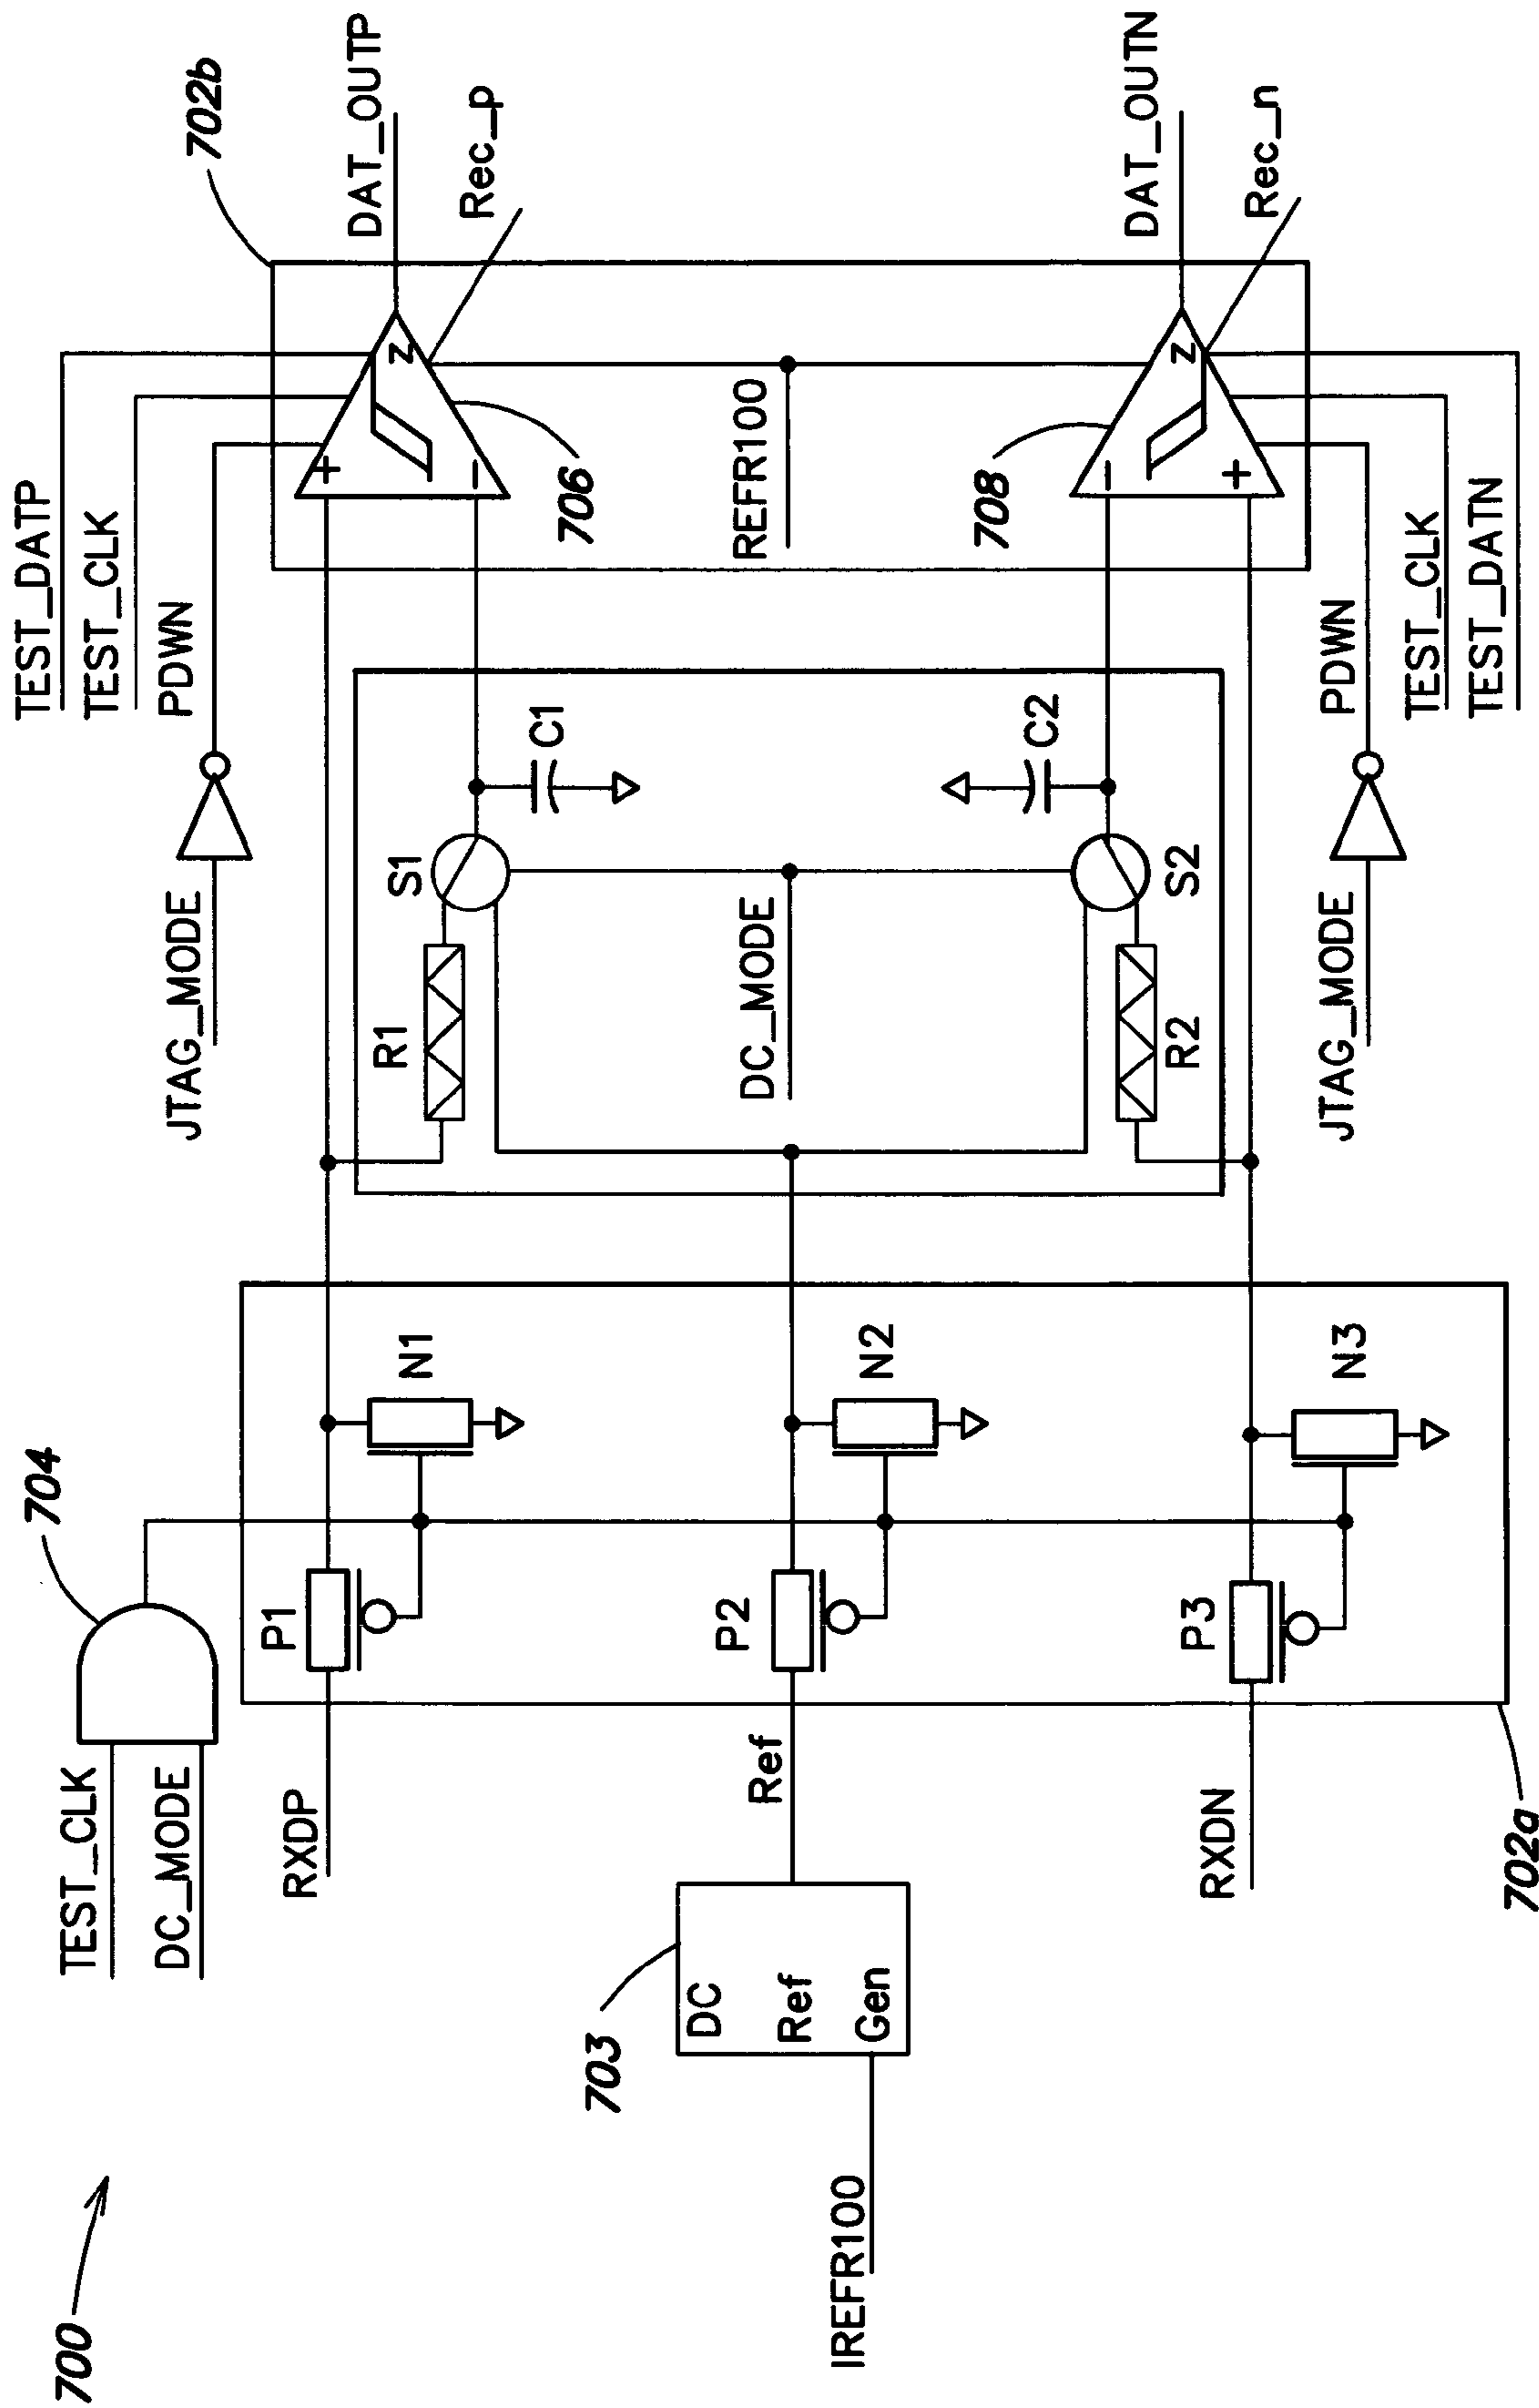 700
702b
TEST_DATP
TEST_CLK
PDWN
JTAG_MODE
DAT_OUTP
Rec_p
Z
+
−
706
704
TEST_CLK
DC_MODE
RXDP
P1
N1
R1
S1
C1
REFR100
703
IREFR100
DC
Ref
Gen
Ref
P2
N2
DC_MODE
708
C2
S2
R2
RXDN
P3
N3
702a
−
+
Z
DAT_OUTN
Rec_n
JTAG_MODE
PDWN
TEST_CLK
TEST_DATN